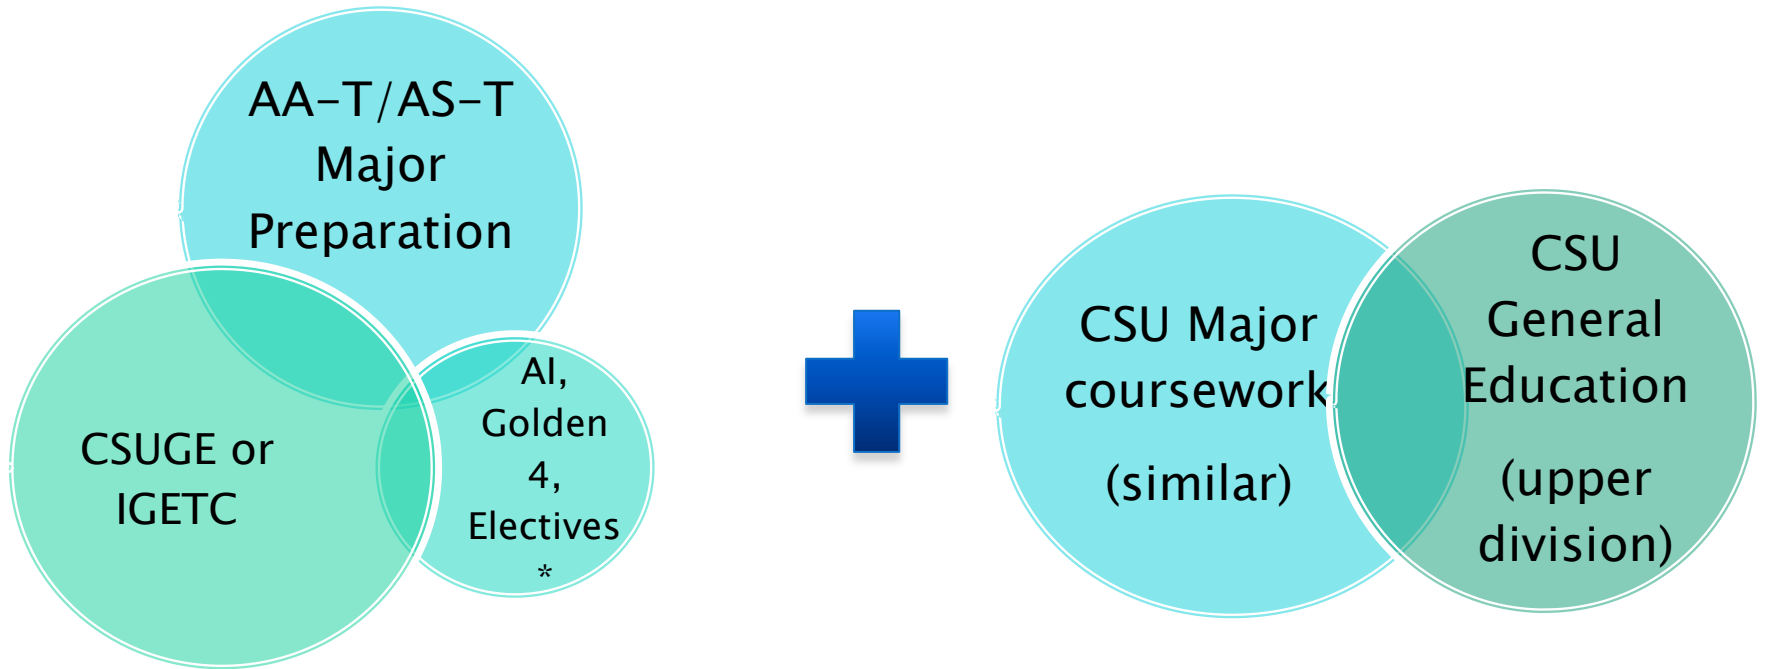 AA-T/AS-T
Major
Preparation
CSUGE or
IGETC
AI,
Golden
4,
Electives
*
CSU Major
coursework
(similar)
CSU
General
Education
(upper
division)